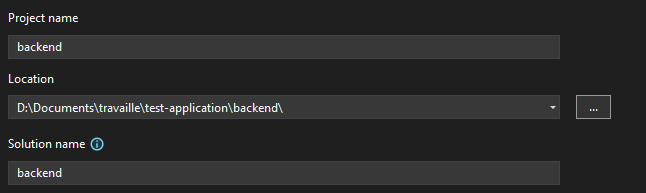 Project name
backend
Location
D:\Documents\travaille\test-application\backend\
...
Solution name
backend